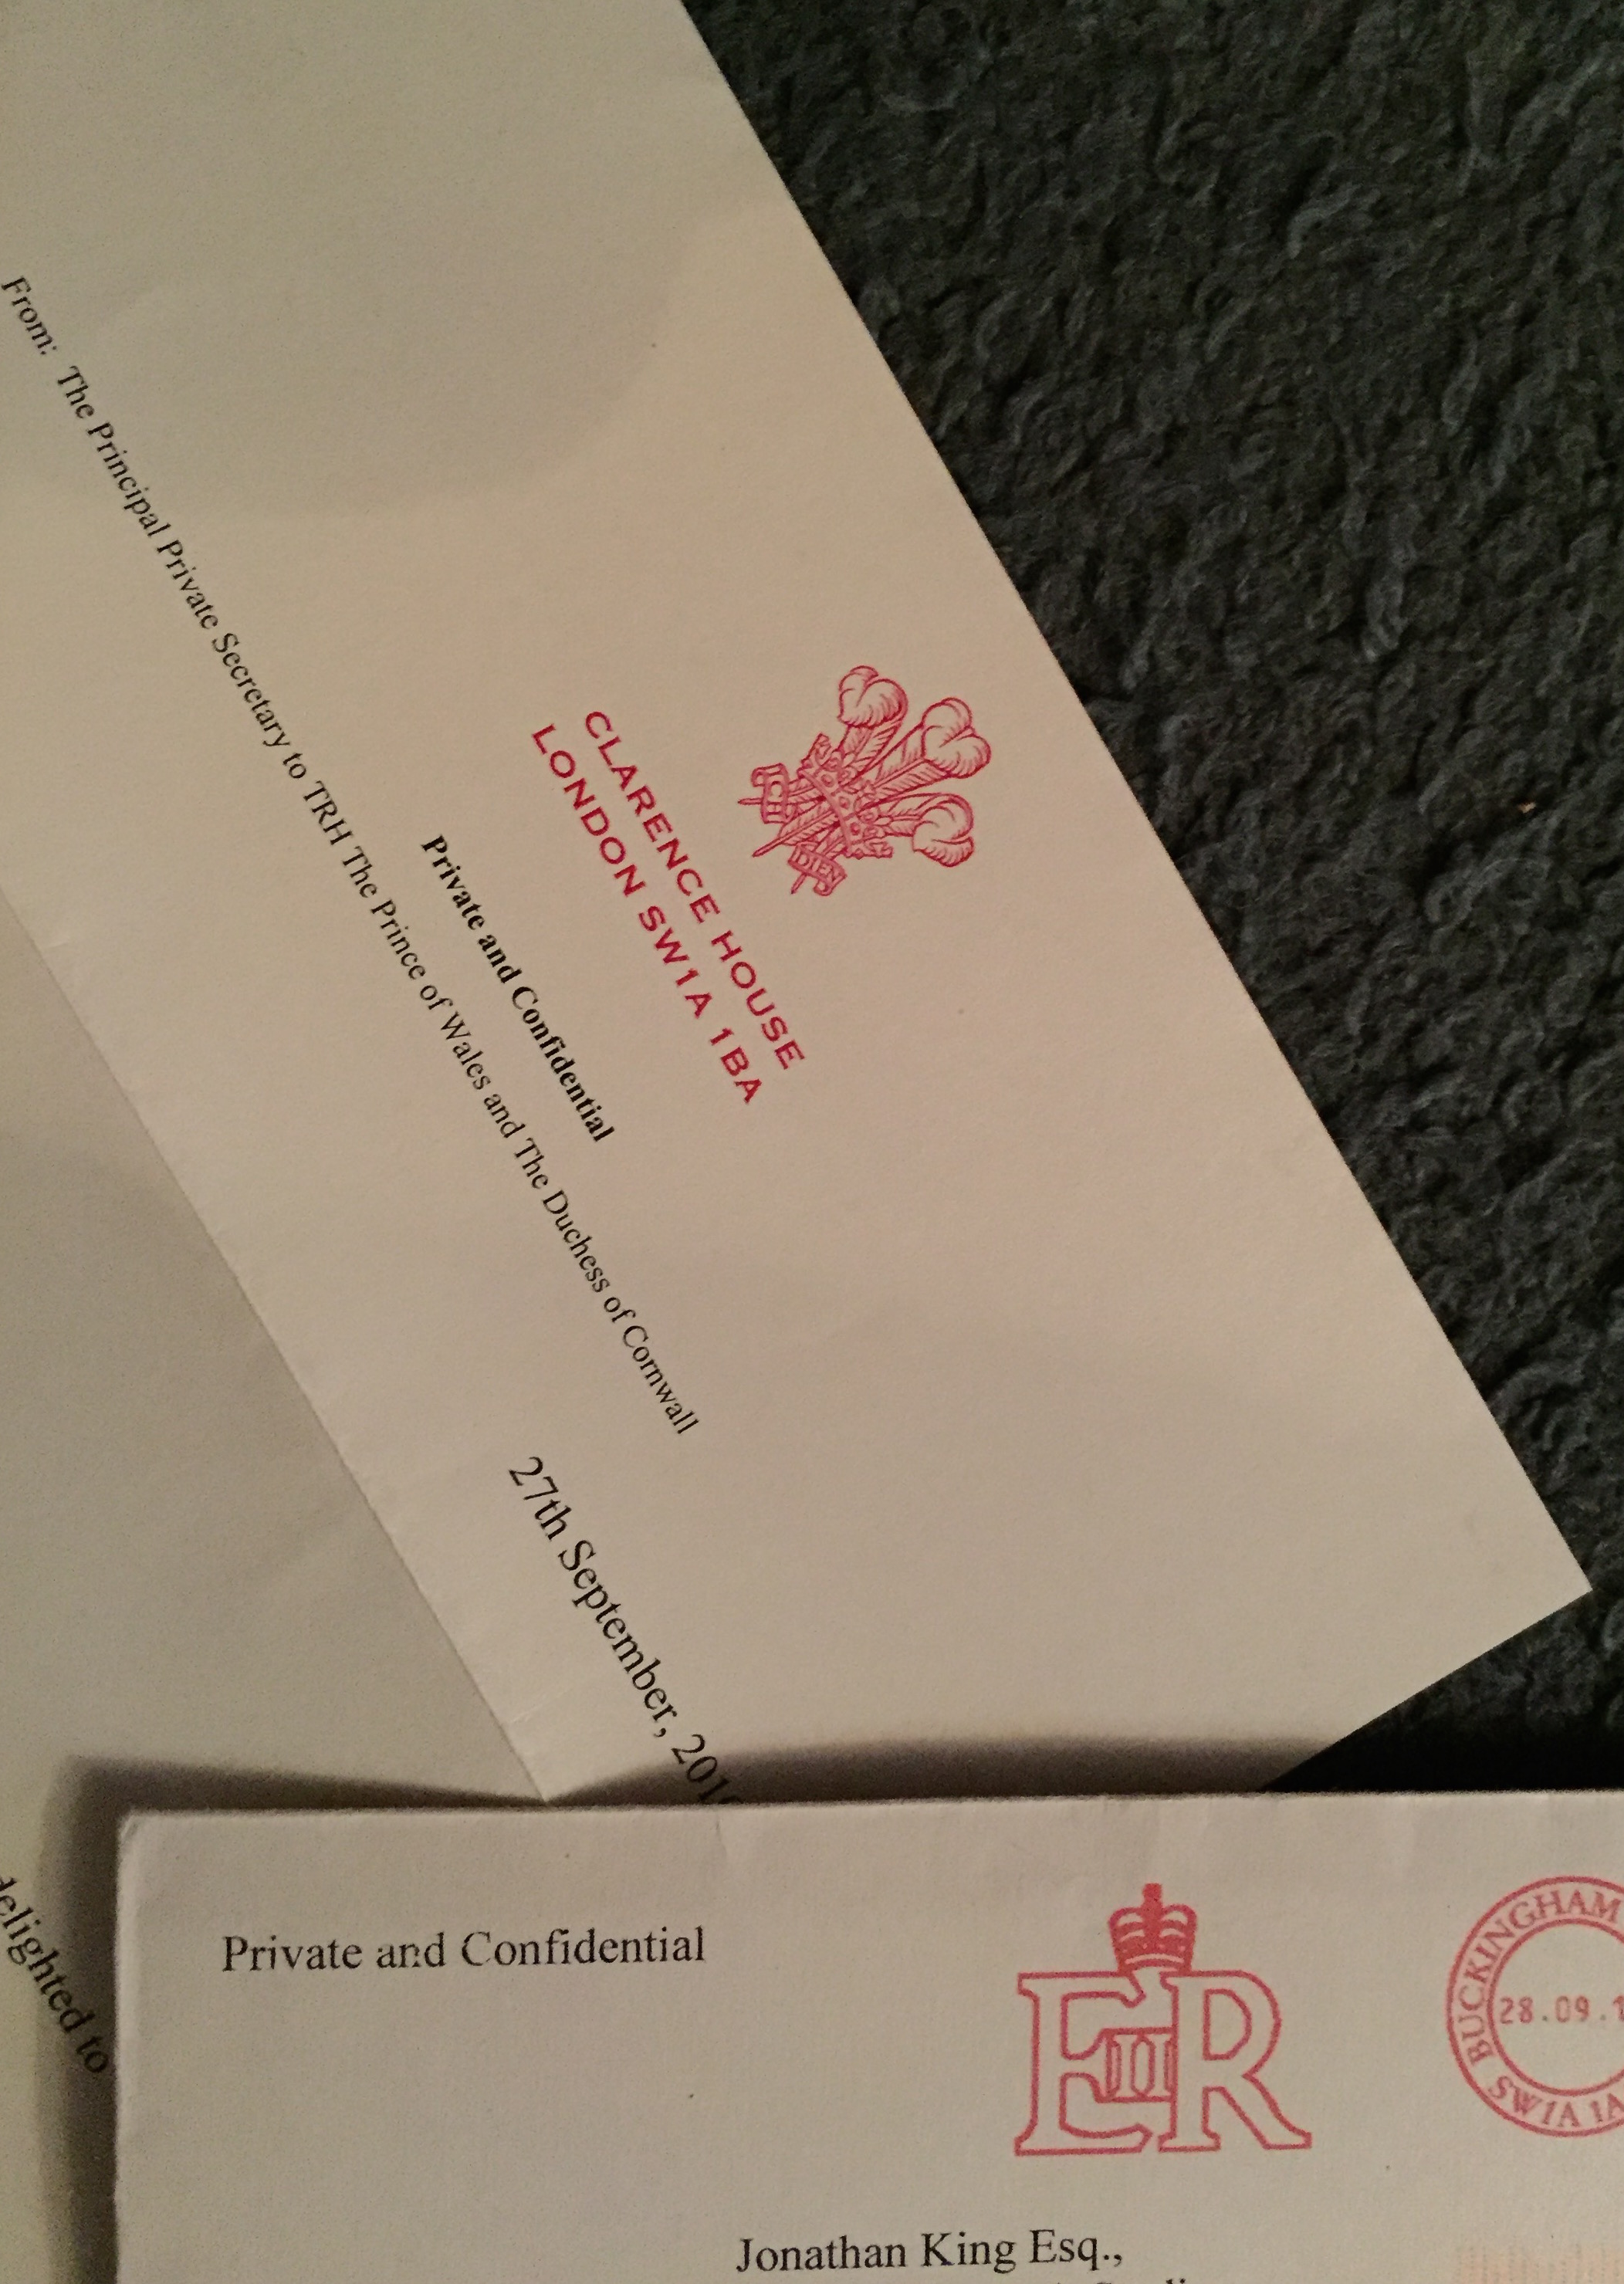 CLARENCE HOUSE
LONDON SW1A 1BA
Private and Confidential
From: The Principal Private Secretary to TRH The Prince of Wales and The Duchess of Cornwall
27th September, 201
delighted to
Private and Confidential
EIIR
BUCKINGHAM
28.09.1
SW1A 1A
Jonathan King Esq.,